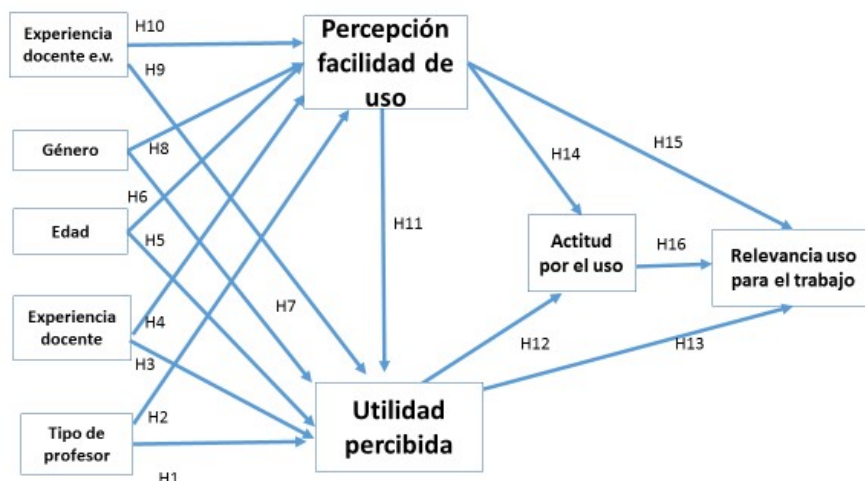 Experiencia
docente e.v.
H10
H9
Percepción
facilidad de
uso
Género
H8
H15
H14
H6
Edad
H5
H11
Actitud
por el uso
H16
Relevancia uso
para el trabajo
Experiencia
docente
H4
H7
H3
H12
H13
Utilidad
percibida
H2
Tipo de
profesor
H1